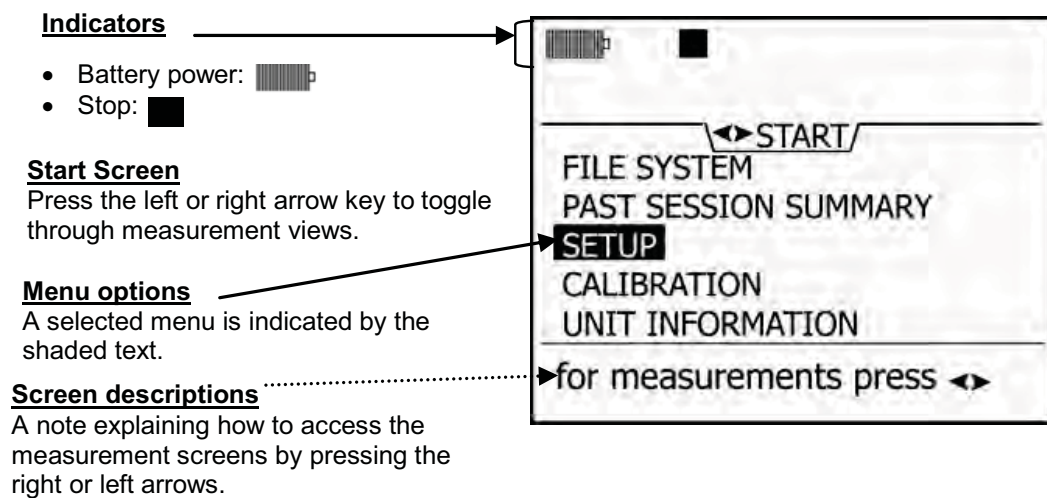 Indicators
• Battery power:
• Stop:
Start Screen
Press the left or right arrow key to toggle
through measurement views.
Menu options
A selected menu is indicated by the
shaded text.
Screen descriptions
A note explaining how to access the
measurement screens by pressing the
right or left arrows.
START
FILE SYSTEM
PAST SESSION SUMMARY
SETUP
CALIBRATION
UNIT INFORMATION
for measurements press